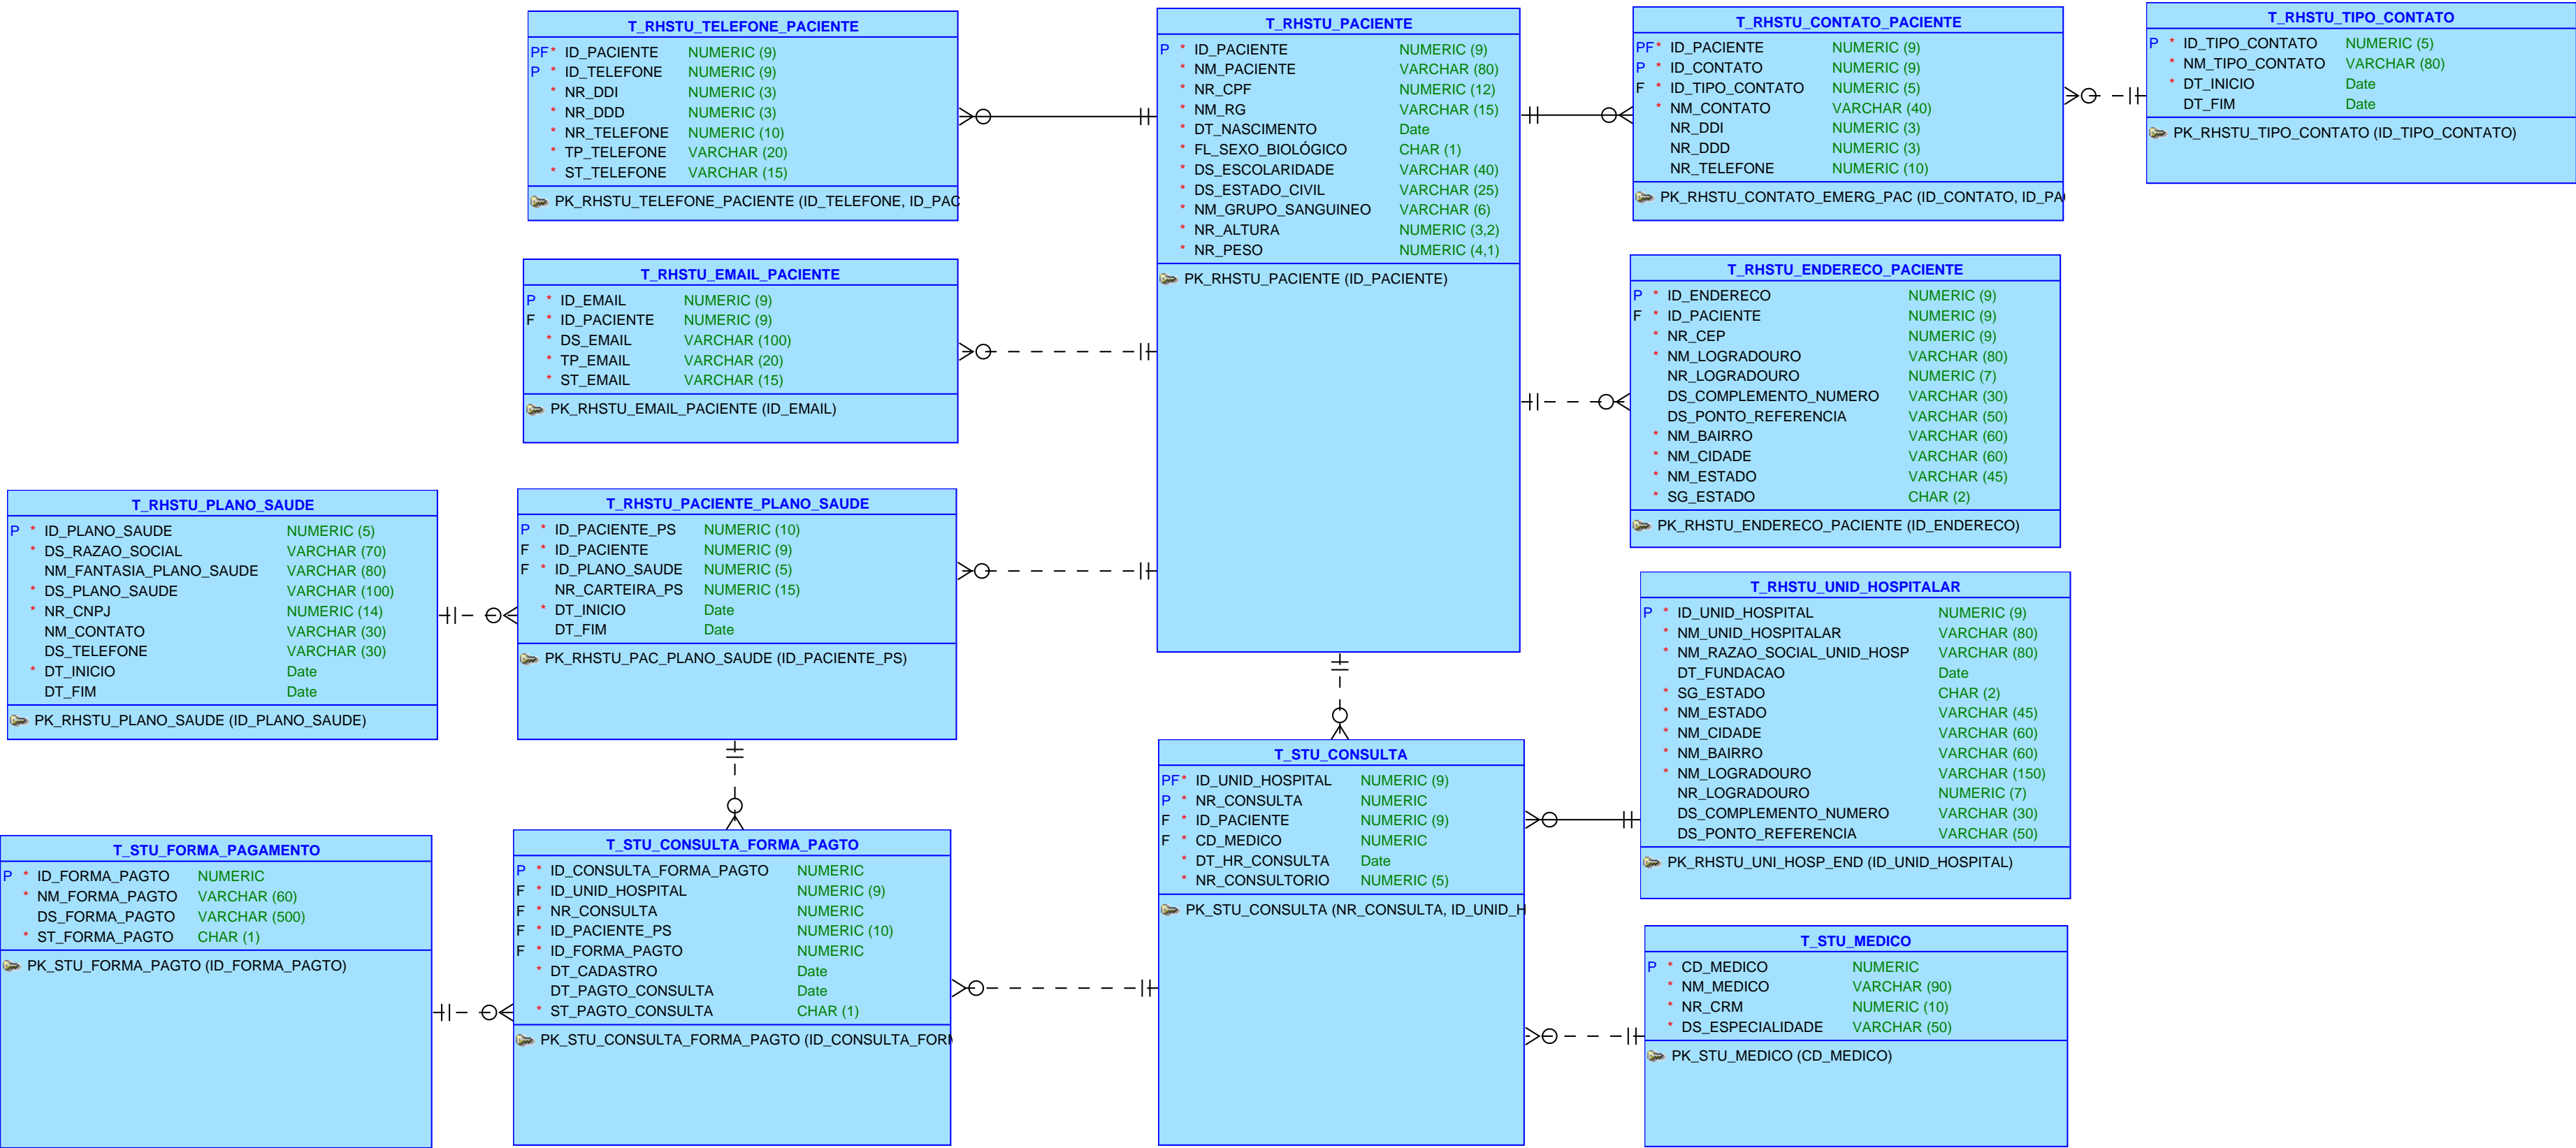 T_RHSTU_TELEFONE_PACIENTE
PF * ID_PACIENTE NUMERIC (9)
P * ID_TELEFONE NUMERIC (9)
* NR_DDI NUMERIC (3)
* NR_DDD NUMERIC (3)
* NR_TELEFONE NUMERIC (10)
* TP_TELEFONE VARCHAR (20)
* ST_TELEFONE VARCHAR (15)
PK_RHSTU_TELEFONE_PACIENTE (ID_TELEFONE, ID_PAC
T_RHSTU_PACIENTE
P * ID_PACIENTE NUMERIC (9)
* NM_PACIENTE VARCHAR (80)
* NR_CPF NUMERIC (12)
* NM_RG VARCHAR (15)
* DT_NASCIMENTO Date
* FL_SEXO_BIOLÓGICO CHAR (1)
* DS_ESCOLARIDADE VARCHAR (40)
* DS_ESTADO_CIVIL VARCHAR (25)
* NM_GRUPO_SANGUINEO VARCHAR (6)
* NR_ALTURA NUMERIC (3,2)
* NR_PESO NUMERIC (4,1)
PK_RHSTU_PACIENTE (ID_PACIENTE)
T_RHSTU_CONTATO_PACIENTE
PF * ID_PACIENTE NUMERIC (9)
P * ID_CONTATO NUMERIC (9)
F * ID_TIPO_CONTATO NUMERIC (5)
* NM_CONTATO VARCHAR (40)
NR_DDI NUMERIC (3)
NR_DDD NUMERIC (3)
NR_TELEFONE NUMERIC (10)
PK_RHSTU_CONTATO_EMERG_PAC (ID_CONTATO, ID_PA
T_RHSTU_TIPO_CONTATO
P * ID_TIPO_CONTATO NUMERIC (5)
* NM_TIPO_CONTATO VARCHAR (80)
* DT_INICIO Date
DT_FIM Date
PK_RHSTU_TIPO_CONTATO (ID_TIPO_CONTATO)
T_RHSTU_EMAIL_PACIENTE
P * ID_EMAIL NUMERIC (9)
F * ID_PACIENTE NUMERIC (9)
* DS_EMAIL VARCHAR (100)
* TP_EMAIL VARCHAR (20)
* ST_EMAIL VARCHAR (15)
PK_RHSTU_EMAIL_PACIENTE (ID_EMAIL)
T_RHSTU_ENDERECO_PACIENTE
P * ID_ENDERECO NUMERIC (9)
F * ID_PACIENTE NUMERIC (9)
* NR_CEP NUMERIC (9)
* NM_LOGRADOURO VARCHAR (80)
NR_LOGRADOURO NUMERIC (7)
DS_COMPLEMENTO_NUMERO VARCHAR (30)
DS_PONTO_REFERENCIA VARCHAR (50)
* NM_BAIRRO VARCHAR (60)
* NM_CIDADE VARCHAR (60)
* NM_ESTADO VARCHAR (45)
* SG_ESTADO CHAR (2)
PK_RHSTU_ENDERECO_PACIENTE (ID_ENDERECO)
T_RHSTU_PLANO_SAUDE
P * ID_PLANO_SAUDE NUMERIC (5)
* DS_RAZAO_SOCIAL VARCHAR (70)
NM_FANTASIA_PLANO_SAUDE VARCHAR (80)
* DS_PLANO_SAUDE VARCHAR (100)
* NR_CNPJ NUMERIC (14)
NM_CONTATO VARCHAR (30)
DS_TELEFONE VARCHAR (30)
* DT_INICIO Date
DT_FIM Date
PK_RHSTU_PLANO_SAUDE (ID_PLANO_SAUDE)
T_RHSTU_PACIENTE_PLANO_SAUDE
P * ID_PACIENTE_PS NUMERIC (10)
F * ID_PACIENTE NUMERIC (9)
F * ID_PLANO_SAUDE NUMERIC (5)
NR_CARTEIRA_PS NUMERIC (15)
* DT_INICIO Date
DT_FIM Date
PK_RHSTU_PAC_PLANO_SAUDE (ID_PACIENTE_PS)
T_RHSTU_UNID_HOSPITALAR
P * ID_UNID_HOSPITAL NUMERIC (9)
* NM_UNID_HOSPITALAR VARCHAR (80)
* NM_RAZAO_SOCIAL_UNID_HOSP VARCHAR (80)
DT_FUNDACAO Date
* SG_ESTADO CHAR (2)
* NM_ESTADO VARCHAR (45)
* NM_CIDADE VARCHAR (60)
* NM_BAIRRO VARCHAR (60)
* NM_LOGRADOURO VARCHAR (150)
NR_LOGRADOURO NUMERIC (7)
DS_COMPLEMENTO_NUMERO VARCHAR (30)
DS_PONTO_REFERENCIA VARCHAR (50)
PK_RHSTU_UNI_HOSP_END (ID_UNID_HOSPITAL)
T_STU_FORMA_PAGAMENTO
P * ID_FORMA_PAGTO NUMERIC
* NM_FORMA_PAGTO VARCHAR (60)
DS_FORMA_PAGTO VARCHAR (500)
* ST_FORMA_PAGTO CHAR (1)
PK_STU_FORMA_PAGTO (ID_FORMA_PAGTO)
T_STU_CONSULTA_FORMA_PAGTO
P * ID_CONSULTA_FORMA_PAGTO NUMERIC
F * ID_UNID_HOSPITAL NUMERIC (9)
F * NR_CONSULTA NUMERIC
F * ID_PACIENTE_PS NUMERIC (10)
F * ID_FORMA_PAGTO NUMERIC
* DT_CADASTRO Date
DT_PAGTO_CONSULTA Date
* ST_PAGTO_CONSULTA CHAR (1)
PK_STU_CONSULTA_FORMA_PAGTO (ID_CONSULTA_FOR
T_STU_CONSULTA
PF * ID_UNID_HOSPITAL NUMERIC (9)
P * NR_CONSULTA NUMERIC
F * ID_PACIENTE NUMERIC (9)
F * CD_MEDICO NUMERIC
* DT_HR_CONSULTA Date
* NR_CONSULTORIO NUMERIC (5)
PK_STU_CONSULTA (NR_CONSULTA, ID_UNID_H
T_STU_MEDICO
P * CD_MEDICO NUMERIC
* NM_MEDICO VARCHAR (90)
* NR_CRM NUMERIC (10)
* DS_ESPECIALIDADE VARCHAR (50)
PK_STU_MEDICO (CD_MEDICO)